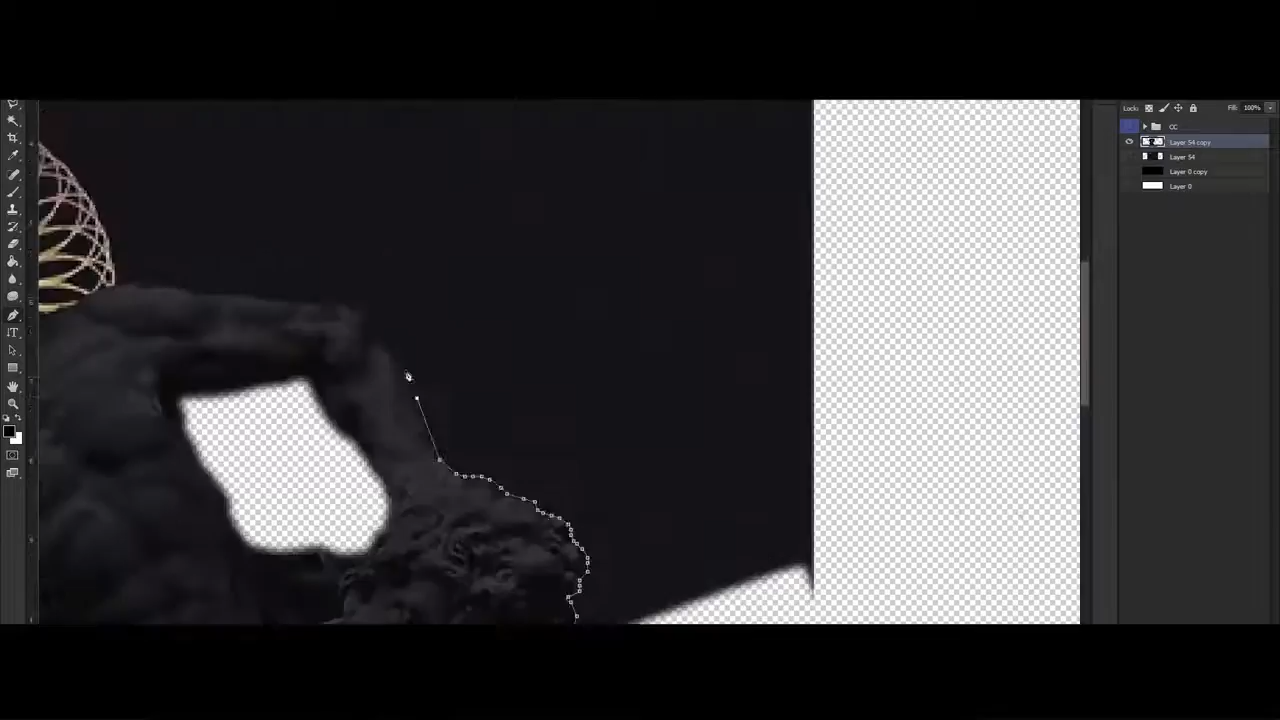 Lock:
Fill: 100%
CC
Layer 54 copy
Layer 54
Layer 0 copy
Layer 0